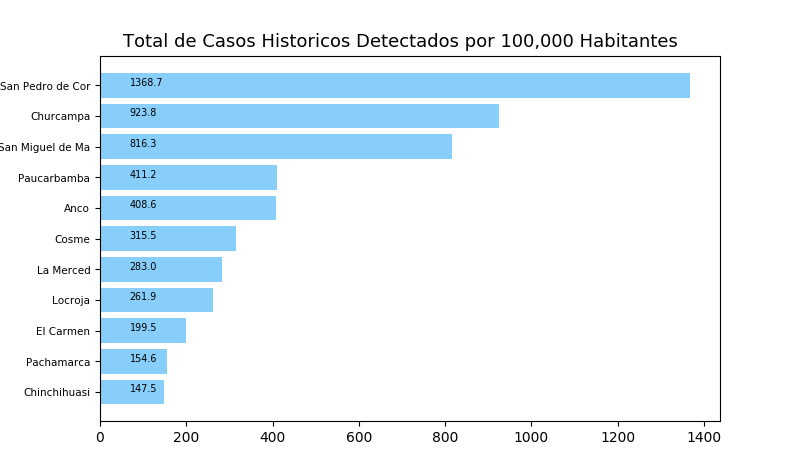 Total de Casos Historicos Detectados por 100,000 Habitantes
San Pedro de Cor 1368.7
Churcampa 923.8
San Miguel de Ma 816.3
Paucarbamba 411.2
Anco 408.6
Cosme 315.5
La Merced 283.0
Locroja 261.9
El Carmen 199.5
Pachamarca 154.6
Chinchihuasi 147.5
0 200 400 600 800 1000 1200 1400